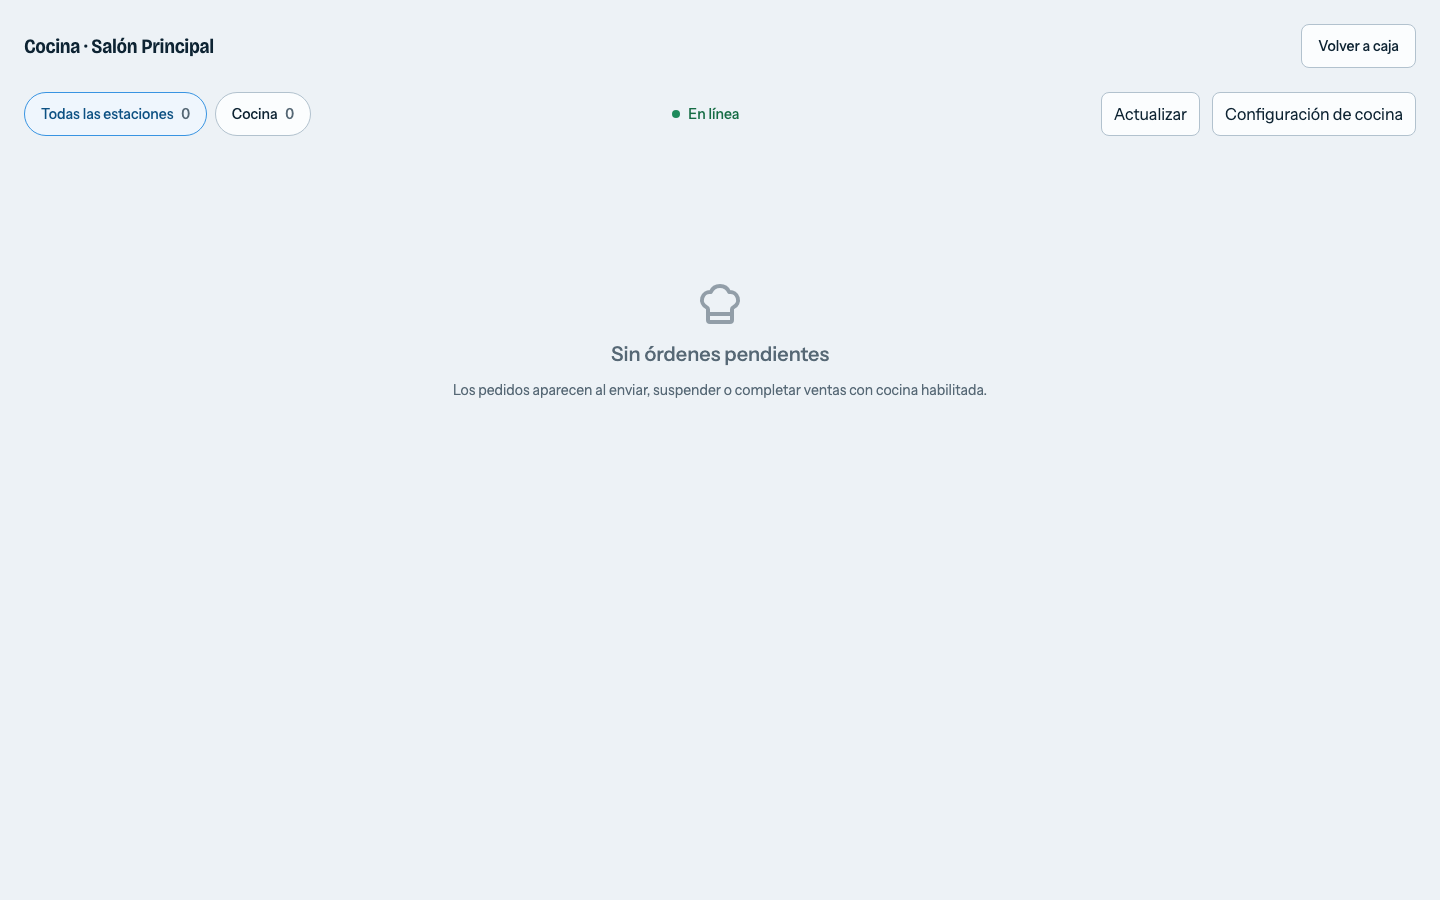 Cocina · Salón Principal
Volver a caja
Todas las estaciones 0
Cocina 0
En línea
Actualizar
Configuración de cocina
Sin órdenes pendientes
Los pedidos aparecen al enviar, suspender o completar ventas con cocina habilitada.